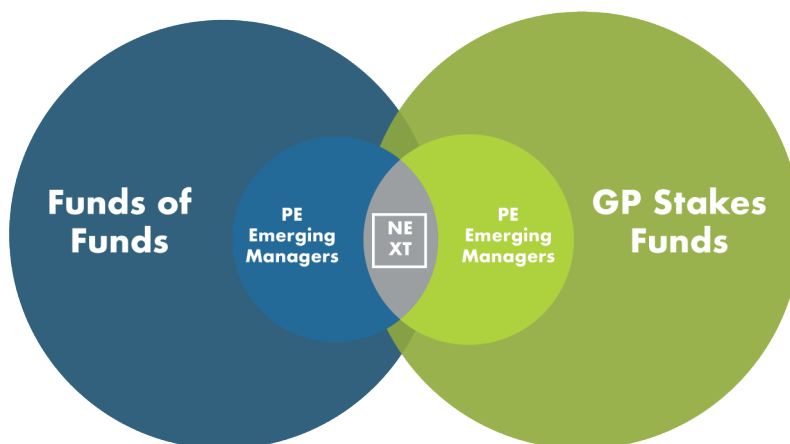 Funds of
Funds
PE
Emerging
Managers
NE
XT
PE
Emerging
Managers
GP Stakes
Funds